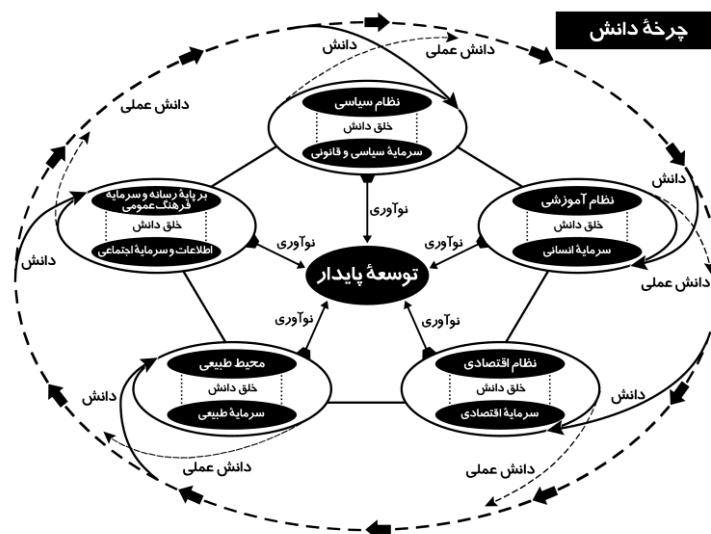 چرخهٔ دانش
دانش
دانش عملی
دانش عملی
نظام سیاسی
خلق دانش
سرمایهٔ سیاسی و قانونی
نوآوری
دانش
نظام آموزشی
خلق دانش
سرمایهٔ انسانی
نوآوری
دانش عملی
بر پایهٔ رسانه و سرمایه
فرهنگ عمومی
خلق دانش
اطلاعات و سرمایهٔ اجتماعی
نوآوری
دانش
توسعهٔ پایدار
نوآوری
نظام اقتصادی
خلق دانش
سرمایهٔ اقتصادی
دانش
دانش عملی
نوآوری
محیط طبیعی
خلق دانش
سرمایهٔ طبیعی
دانش
دانش عملی